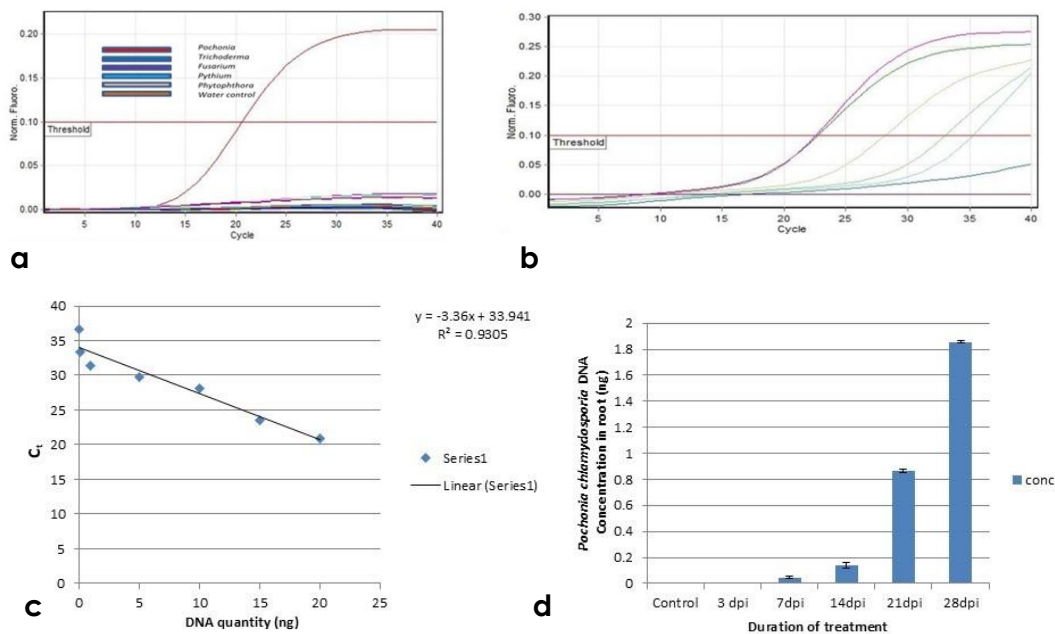 0.20
0.15
0.10
0.05
0.00
Norm. Fluoro.
Pochonia
Trichoderma
Fusarium
Pythium
Phytophthora
Water control
Threshold
5
10
15
20
25
30
35
40
Cycle
a
0.30
0.25
0.20
0.15
0.10
0.05
0.00
Norm. Fluoro.
Threshold
5
10
15
20
25
30
35
40
Cycle
b
40
35
30
25
20
15
10
5
0
Ct
y = -3.36x + 33.941
R² = 0.9305
Series1
Linear (Series1)
0
5
10
15
20
25
DNA quantity (ng)
c
2
1.8
1.6
1.4
1.2
1
0.8
0.6
0.4
0.2
0
Pochonia chlamydosporia DNA
Concentration in root (ng)
conc
Control
3 dpi
7dpi
14dpi
21dpi
28dpi
Duration of treatment
d